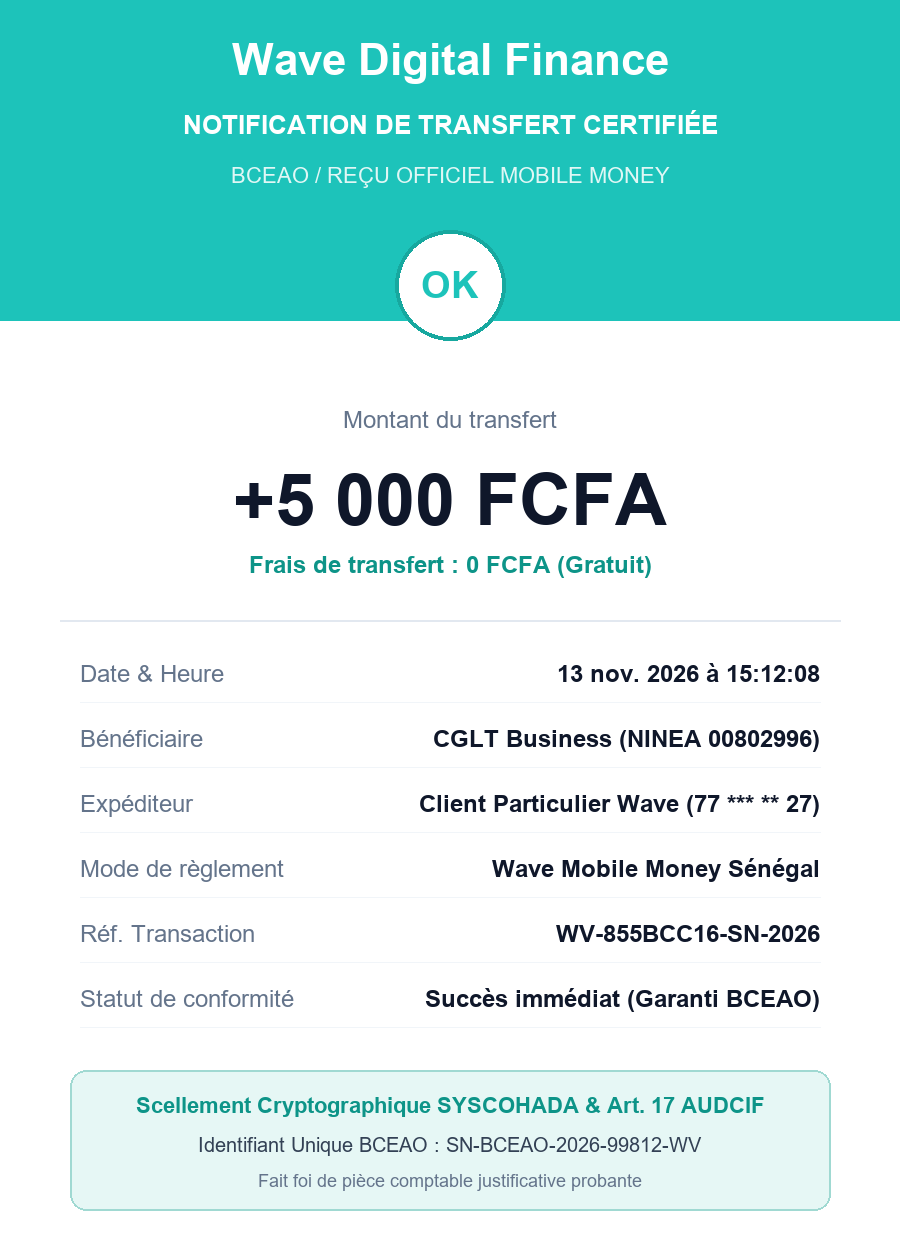 Wave Digital Finance
NOTIFICATION DE TRANSFERT CERTIFIÉE
BCEAO / REÇU OFFICIEL MOBILE MONEY
OK
Montant du transfert
+5 000 FCFA
Frais de transfert : 0 FCFA (Gratuit)
Date & Heure 13 nov. 2026 à 15:12:08
Bénéficiaire CGLT Business (NINEA 00802996)
Expéditeur Client Particulier Wave (77 *** ** 27)
Mode de règlement Wave Mobile Money Sénégal
Réf. Transaction WV-855BCC16-SN-2026
Statut de conformité Succès immédiat (Garanti BCEAO)
Scellement Cryptographique SYSCOHADA & Art. 17 AUDCIF
Identifiant Unique BCEAO : SN-BCEAO-2026-99812-WV
Fait foi de pièce comptable justificative probante